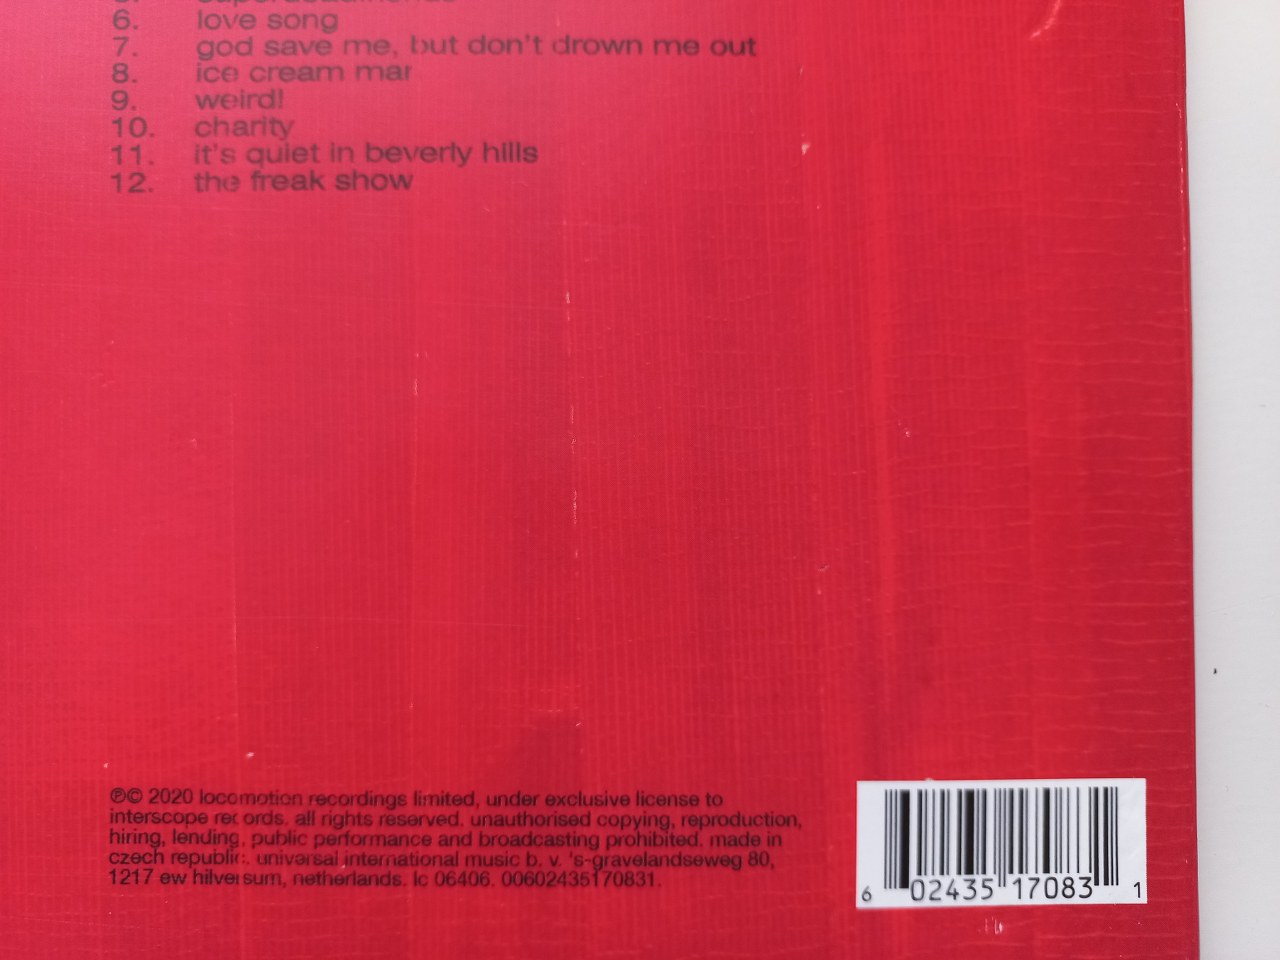 6. love song
7. god save me, but don't drown me out
8. ice cream man
9. weird!
10. charity
11. it's quiet in beverly hills
12. the freak show
℗© 2020 locomotion recordings limited, under exclusive license to
interscope records. all rights reserved. unauthorised copying, reproduction,
hiring, lending, public performance and broadcasting prohibited. made in
czech republic. universal international music b. v. 's-gravelandseweg 80,
1217 ew hilversum, netherlands. lc 06406. 00602435170831.
6 02435 17083 1